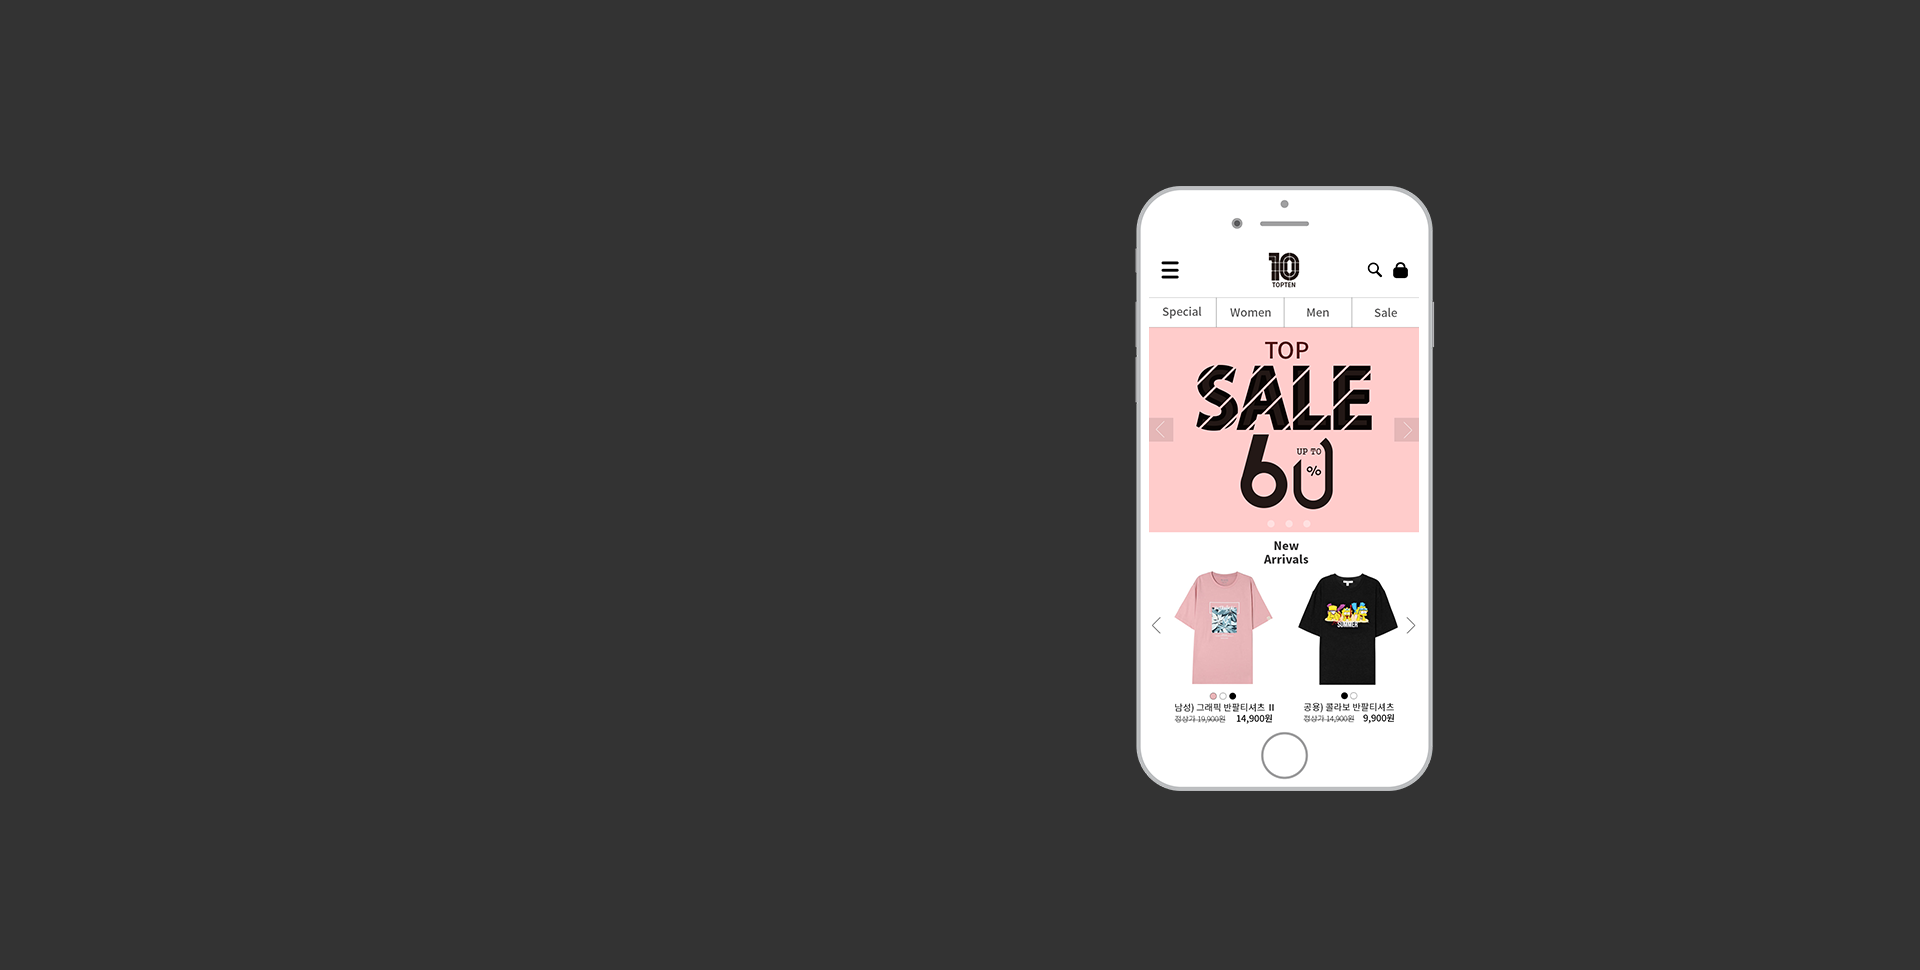 10
TOPTEN
Special
Women
Men
Sale
TOP
SALE
UP TO
60
%
New
Arrivals
SUMMER
남성) 그래픽 반팔티셔츠 II
정상가 19,900원 14,900원
공용) 콜라보 반팔티셔츠
정상가 14,900원 9,900원